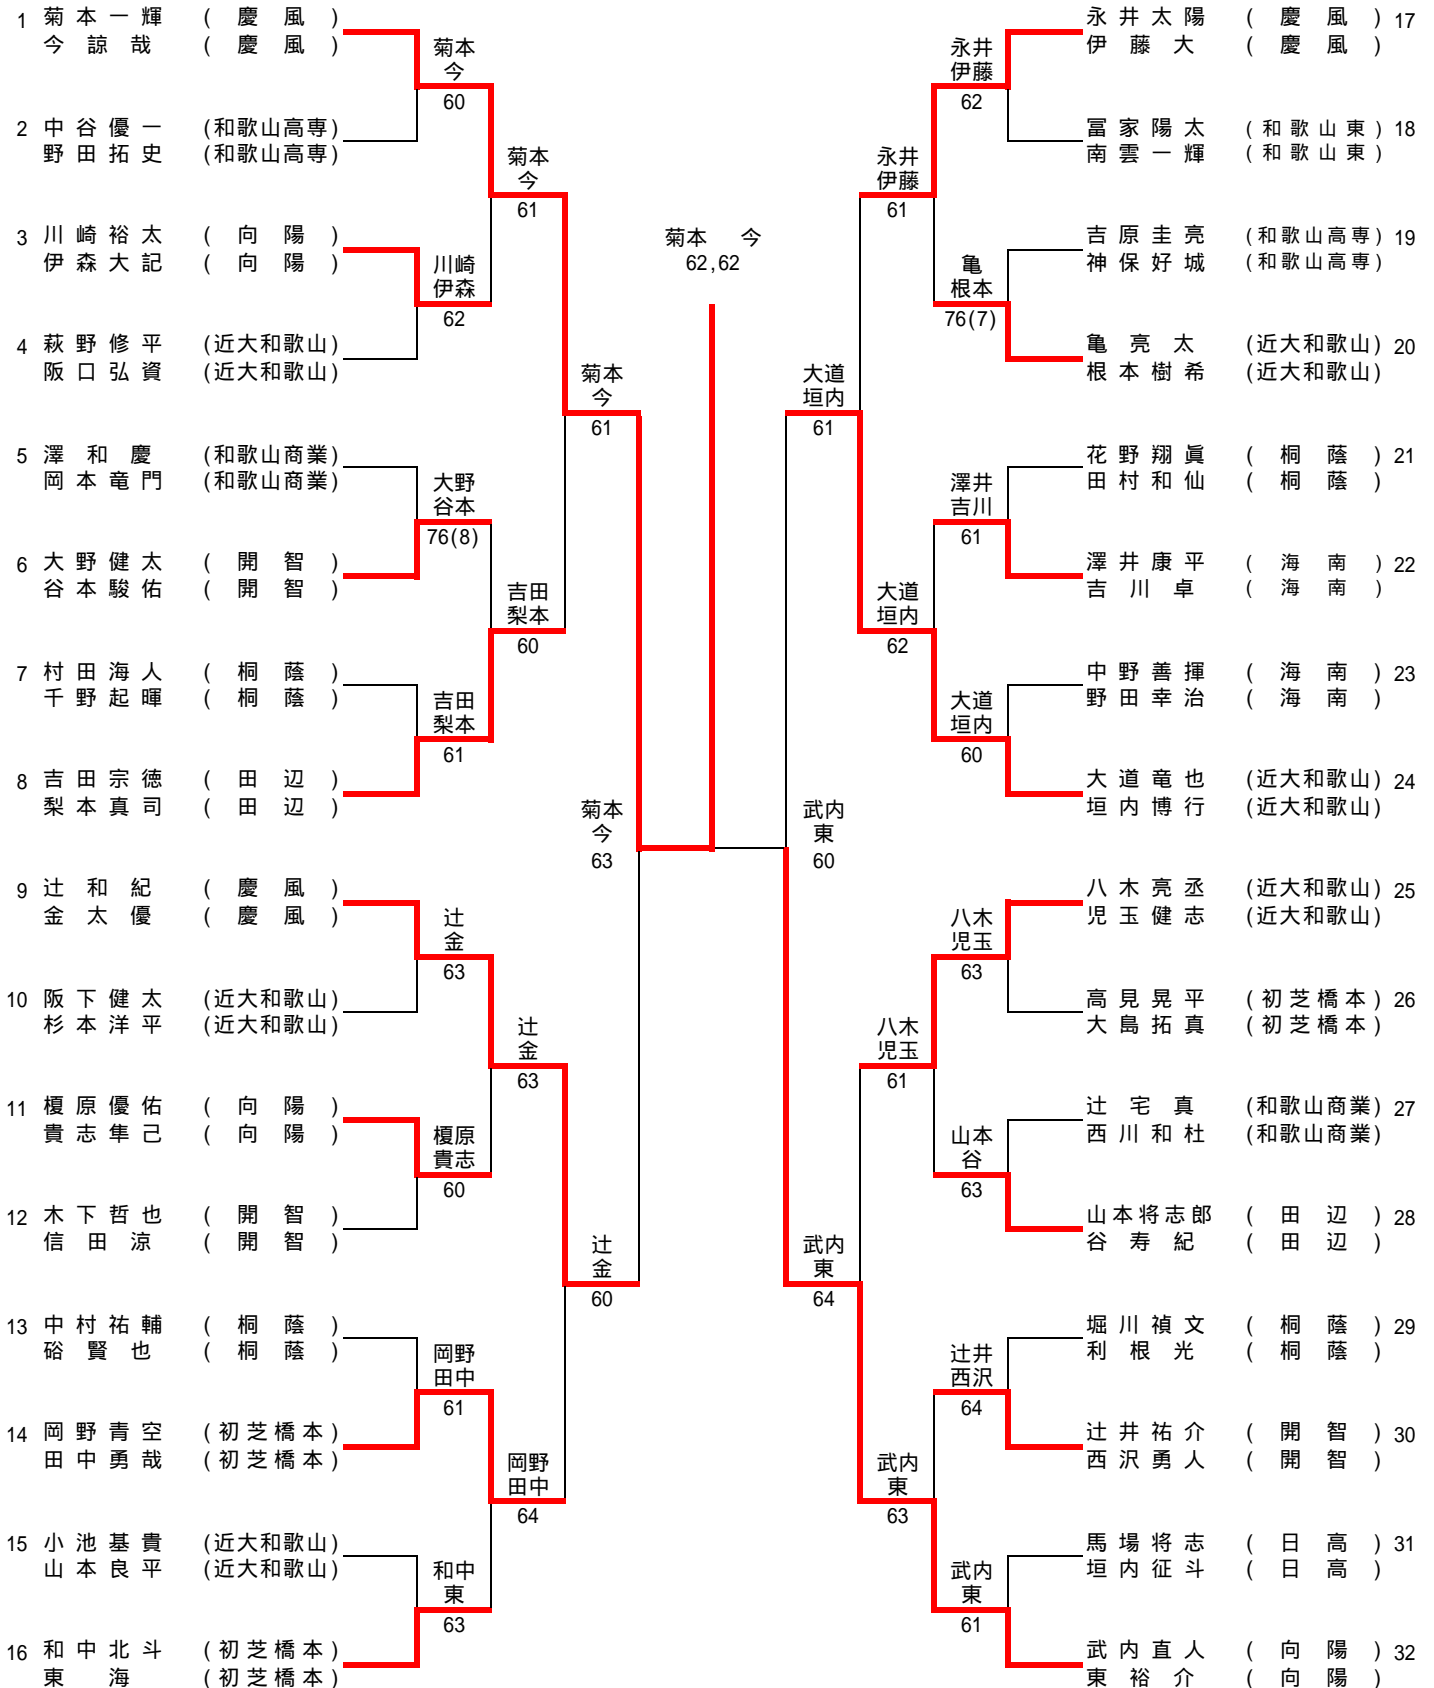 1 菊本一輝 (慶風)
今諒哉 (慶風)
2 中谷優一 (和歌山高専)
野田拓史 (和歌山高専)
3 川崎裕太 (向陽)
伊森大記 (向陽)
4 萩野修平 (近大和歌山)
阪口弘資 (近大和歌山)
5 澤和慶 (和歌山商業)
岡本竜門 (和歌山商業)
6 大野健太 (開智)
谷本駿佑 (開智)
7 村田海人 (桐蔭)
千野起暉 (桐蔭)
8 吉田宗徳 (田辺)
梨本真司 (田辺)
9 辻和紀 (慶風)
金太優 (慶風)
10 阪下健太 (近大和歌山)
杉本洋平 (近大和歌山)
11 榎原優佑 (向陽)
貴志隼己 (向陽)
12 木下哲也 (開智)
信田涼 (開智)
13 中村祐輔 (桐蔭)
硲賢也 (桐蔭)
14 岡野青空 (初芝橋本)
田中勇哉 (初芝橋本)
15 小池基貴 (近大和歌山)
山本良平 (近大和歌山)
16 和中北斗 (初芝橋本)
東海 (初芝橋本)
菊本
今
60
川崎
伊森
62
大野
谷本
76(8)
吉田
梨本
61
辻
金
63
榎原
貴志
60
岡野
田中
61
和中
東
63
菊本
今
61
吉田
梨本
60
辻
金
63
岡野
田中
64
菊本
今
61
辻
金
60
菊本
今
63
菊本 今
62,62
武内
東
60
大道
垣内
61
武内
東
64
永井
伊藤
61
大道
垣内
62
八木
児玉
61
武内
東
63
永井
伊藤
62
亀
根本
76(7)
澤井
吉川
61
大道
垣内
60
八木
児玉
63
山本
谷
63
辻井
西沢
64
武内
東
61
永井太陽 (慶風) 17
伊藤大 (慶風)
冨家陽太 (和歌山東) 18
南雲一輝 (和歌山東)
吉原圭亮 (和歌山高専) 19
神保好城 (和歌山高専)
亀亮太 (近大和歌山) 20
根本樹希 (近大和歌山)
花野翔眞 (桐蔭) 21
田村和仙 (桐蔭)
澤井康平 (海南) 22
吉川卓 (海南)
中野善揮 (海南) 23
野田幸治 (海南)
大道竜也 (近大和歌山) 24
垣内博行 (近大和歌山)
八木亮丞 (近大和歌山) 25
児玉健志 (近大和歌山)
高見晃平 (初芝橋本) 26
大島拓真 (初芝橋本)
辻宅真 (和歌山商業) 27
西川和杜 (和歌山商業)
山本将志郎 (田辺) 28
谷寿紀 (田辺)
堀川禎文 (桐蔭) 29
利根光 (桐蔭)
辻井祐介 (開智) 30
西沢勇人 (開智)
馬場将志 (日高) 31
垣内征斗 (日高)
武内直人 (向陽) 32
東裕介 (向陽)